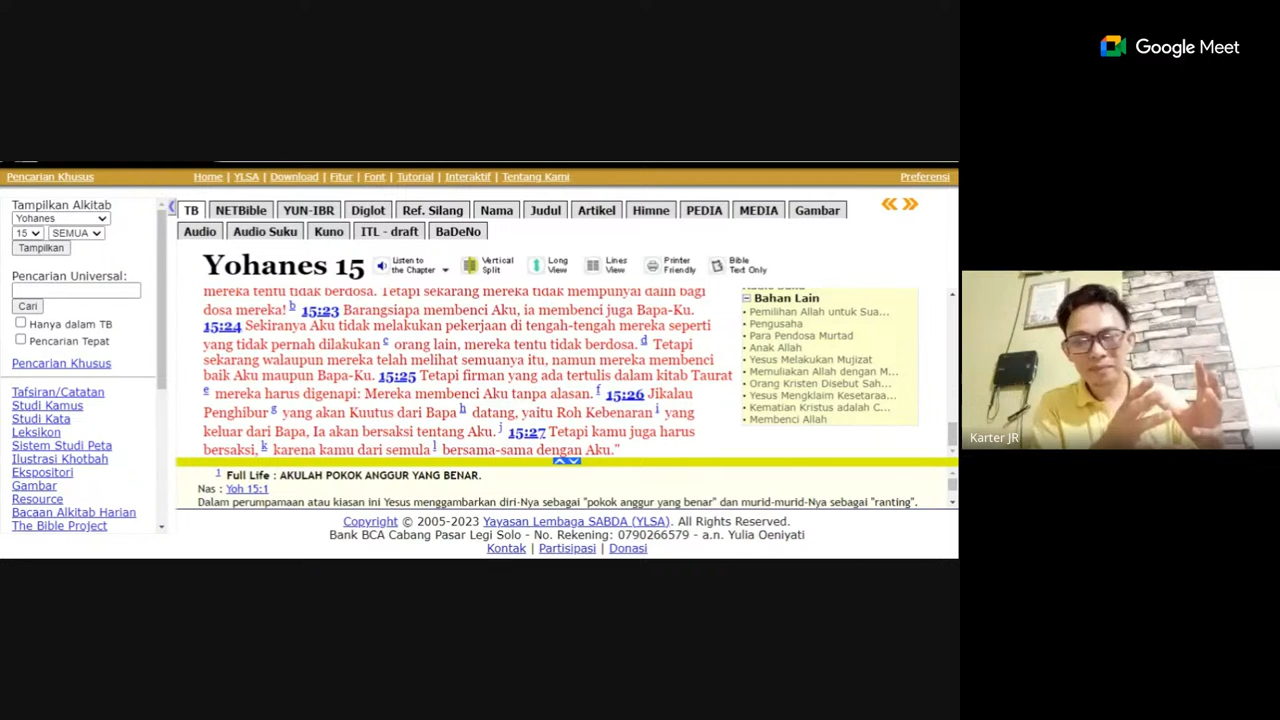 Google Meet
Pencarian Khusus
Home | YLSA | Download | Fitur | Font | Tutorial | Interaktif | Tentang Kami
Preferensi
Tampilkan Alkitab
Yohanes
15 SEMUA
Tampilkan
Pencarian Universal:
Cari
Hanya dalam TB
Pencarian Tepat
Pencarian Khusus
Tafsiran/Catatan
Studi Kamus
Studi Kata
Leksikon
Sistem Studi Peta
Ilustrasi Khotbah
Ekspositori
Gambar
Resource
Bacaan Alkitab Harian
The Bible Project
TB NETBible YUN-IBR Diglot Ref. Silang Nama Judul Artikel Himne PEDIA MEDIA Gambar
Audio Audio Suku Kuno ITL - draft BaDeNo
Yohanes 15
Listen to the Chapter
Vertical Split
Long View
Lines View
Printer Friendly
Bible Text Only
mereka tentu tidak berdosa. Tetapi sekarang mereka tidak mempunyai dalih bagi
dosa mereka! h 15:23 Barangsiapa membenci Aku, ia membenci juga Bapa-Ku.
15:24 Sekiranya Aku tidak melakukan pekerjaan di tengah-tengah mereka seperti
yang tidak pernah dilakukan c orang lain, mereka tentu tidak berdosa. d Tetapi
sekarang walaupun mereka telah melihat semuanya itu, namun mereka membenci
baik Aku maupun Bapa-Ku. 15:25 Tetapi firman yang ada tertulis dalam kitab Taurat
e mereka harus digenapi: Mereka membenci Aku tanpa alasan. f 15:26 Jikalau
Penghibur g yang akan Kuutus dari Bapa h datang, yaitu Roh Kebenaran i yang
keluar dari Bapa, Ia akan bersaksi tentang Aku. j 15:27 Tetapi kamu juga harus
bersaksi, k karena kamu dari semula l bersama-sama dengan Aku."
Bahan Lain
• Pemilihan Allah untuk Sua...
• Pengusaha
• Para Pendosa Murtad
• Anak Allah
• Yesus Melakukan Mujizat
• Memuliakan Allah dengan M...
• Orang Kristen Disebut Sah...
• Yesus Mengklaim Kesetaraa...
• Kematian Kristus adalah C...
• Membenci Allah
1 Full Life : AKULAH POKOK ANGGUR YANG BENAR.
Nas : Yoh 15:1
Dalam perumpamaan atau kiasan ini Yesus menggambarkan diri-Nya sebagai "pokok anggur yang benar" dan murid-murid-Nya sebagai "ranting".
Copyright © 2005-2023 Yayasan Lembaga SABDA (YLSA). All Rights Reserved.
Bank BCA Cabang Pasar Legi Solo - No. Rekening: 0790266579 - a.n. Yulia Oeniyati
Kontak | Partisipasi | Donasi
Karter JR